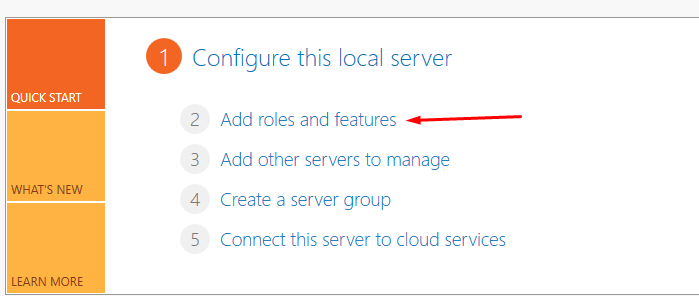 QUICK START
WHAT'S NEW
LEARN MORE
1 Configure this local server
2 Add roles and features
3 Add other servers to manage
4 Create a server group
5 Connect this server to cloud services